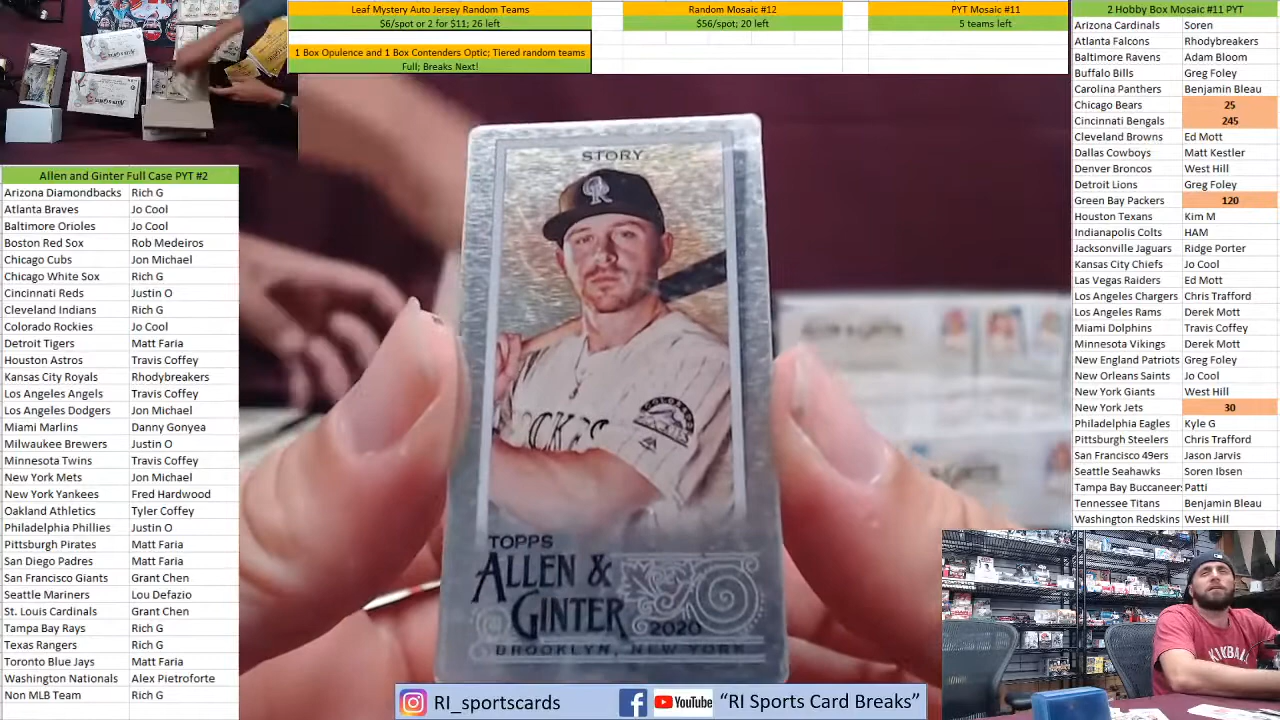 Leaf Mystery Auto Jersey Random Teams
$6/spot or 2 for $11; 26 left
1 Box Opulence and 1 Box Contenders Optic; Tiered random teams
Full; Breaks Next!
Random Mosaic #12
$56/spot; 20 left
PYT Mosaic #11
5 teams left
2 Hobby Box Mosaic #11 PYT
Arizona Cardinals Soren
Atlanta Falcons Rhodybreakers
Baltimore Ravens Adam Bloom
Buffalo Bills Greg Foley
Carolina Panthers Benjamin Bleau
Chicago Bears 25
Cincinnati Bengals 245
Cleveland Browns Ed Mott
Dallas Cowboys Matt Kestler
Denver Broncos West Hill
Detroit Lions Greg Foley
Green Bay Packers 120
Houston Texans Kim M
Indianapolis Colts HAM
Jacksonville Jaguars Ridge Porter
Kansas City Chiefs Jo Cool
Las Vegas Raiders Ed Mott
Los Angeles Chargers Chris Trafford
Los Angeles Rams Derek Mott
Miami Dolphins Travis Coffey
Minnesota Vikings Derek Mott
New England Patriots Greg Foley
New Orleans Saints Jo Cool
New York Giants West Hill
New York Jets 30
Philadelphia Eagles Kyle G
Pittsburgh Steelers Chris Trafford
San Francisco 49ers Jason Jarvis
Seattle Seahawks Soren Ibsen
Tampa Bay Buccaneer Patti
Tennessee Titans Benjamin Bleau
Washington Redskins West Hill
Allen and Ginter Full Case PYT #2
Arizona Diamondbacks Rich G
Atlanta Braves Jo Cool
Baltimore Orioles Jo Cool
Boston Red Sox Rob Medeiros
Chicago Cubs Jon Michael
Chicago White Sox Rich G
Cincinnati Reds Justin O
Cleveland Indians Rich G
Colorado Rockies Jo Cool
Detroit Tigers Matt Faria
Houston Astros Travis Coffey
Kansas City Royals Rhodybreakers
Los Angeles Angels Travis Coffey
Los Angeles Dodgers Jon Michael
Miami Marlins Danny Gonyea
Milwaukee Brewers Justin O
Minnesota Twins Travis Coffey
New York Mets Jon Michael
New York Yankees Fred Hardwood
Oakland Athletics Tyler Coffey
Philadelphia Phillies Justin O
Pittsburgh Pirates Matt Faria
San Diego Padres Matt Faria
San Francisco Giants Grant Chen
Seattle Mariners Lou Defazio
St. Louis Cardinals Grant Chen
Tampa Bay Rays Rich G
Texas Rangers Rich G
Toronto Blue Jays Matt Faria
Washington Nationals Alex Pietroforte
Non MLB Team Rich G
STORY
CR
TOPPS
ALLEN &
GINTER
2020
BROOKLYN, NEW YORK
RI_sportscards
YouTube
"RI Sports Card Breaks"